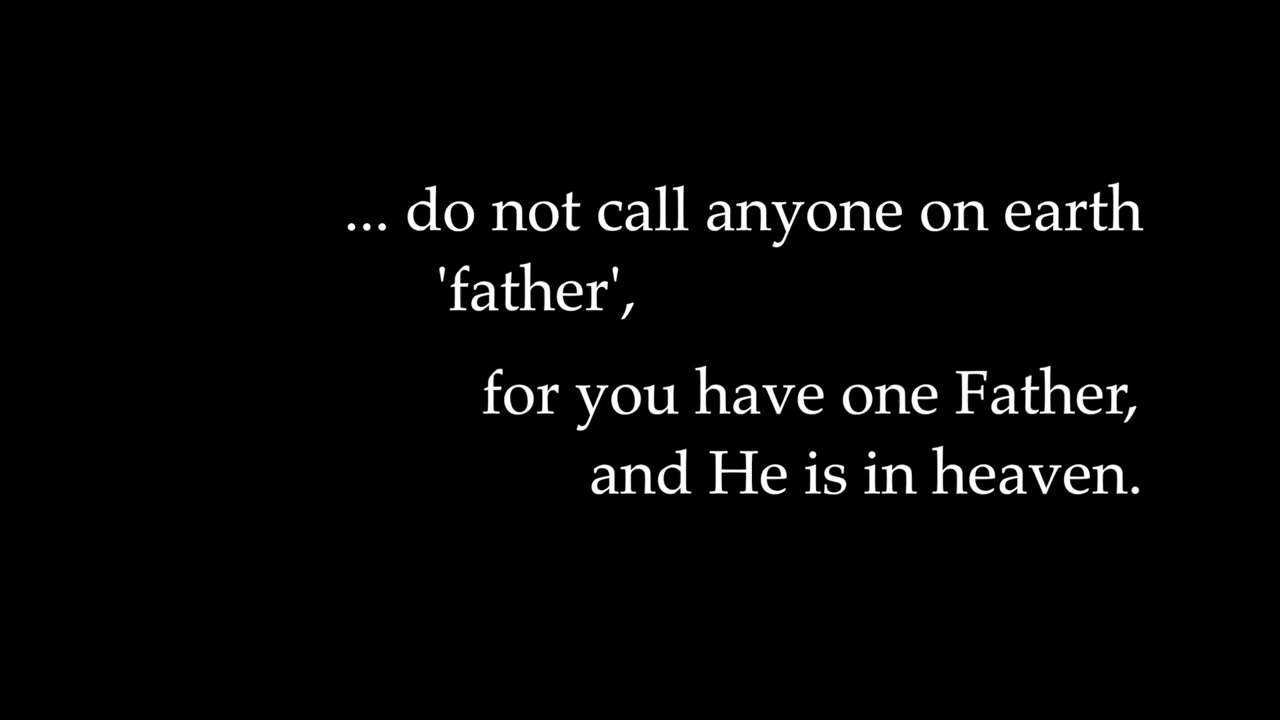 ... do not call anyone on earth
'father',
for you have one Father,
and He is in heaven.